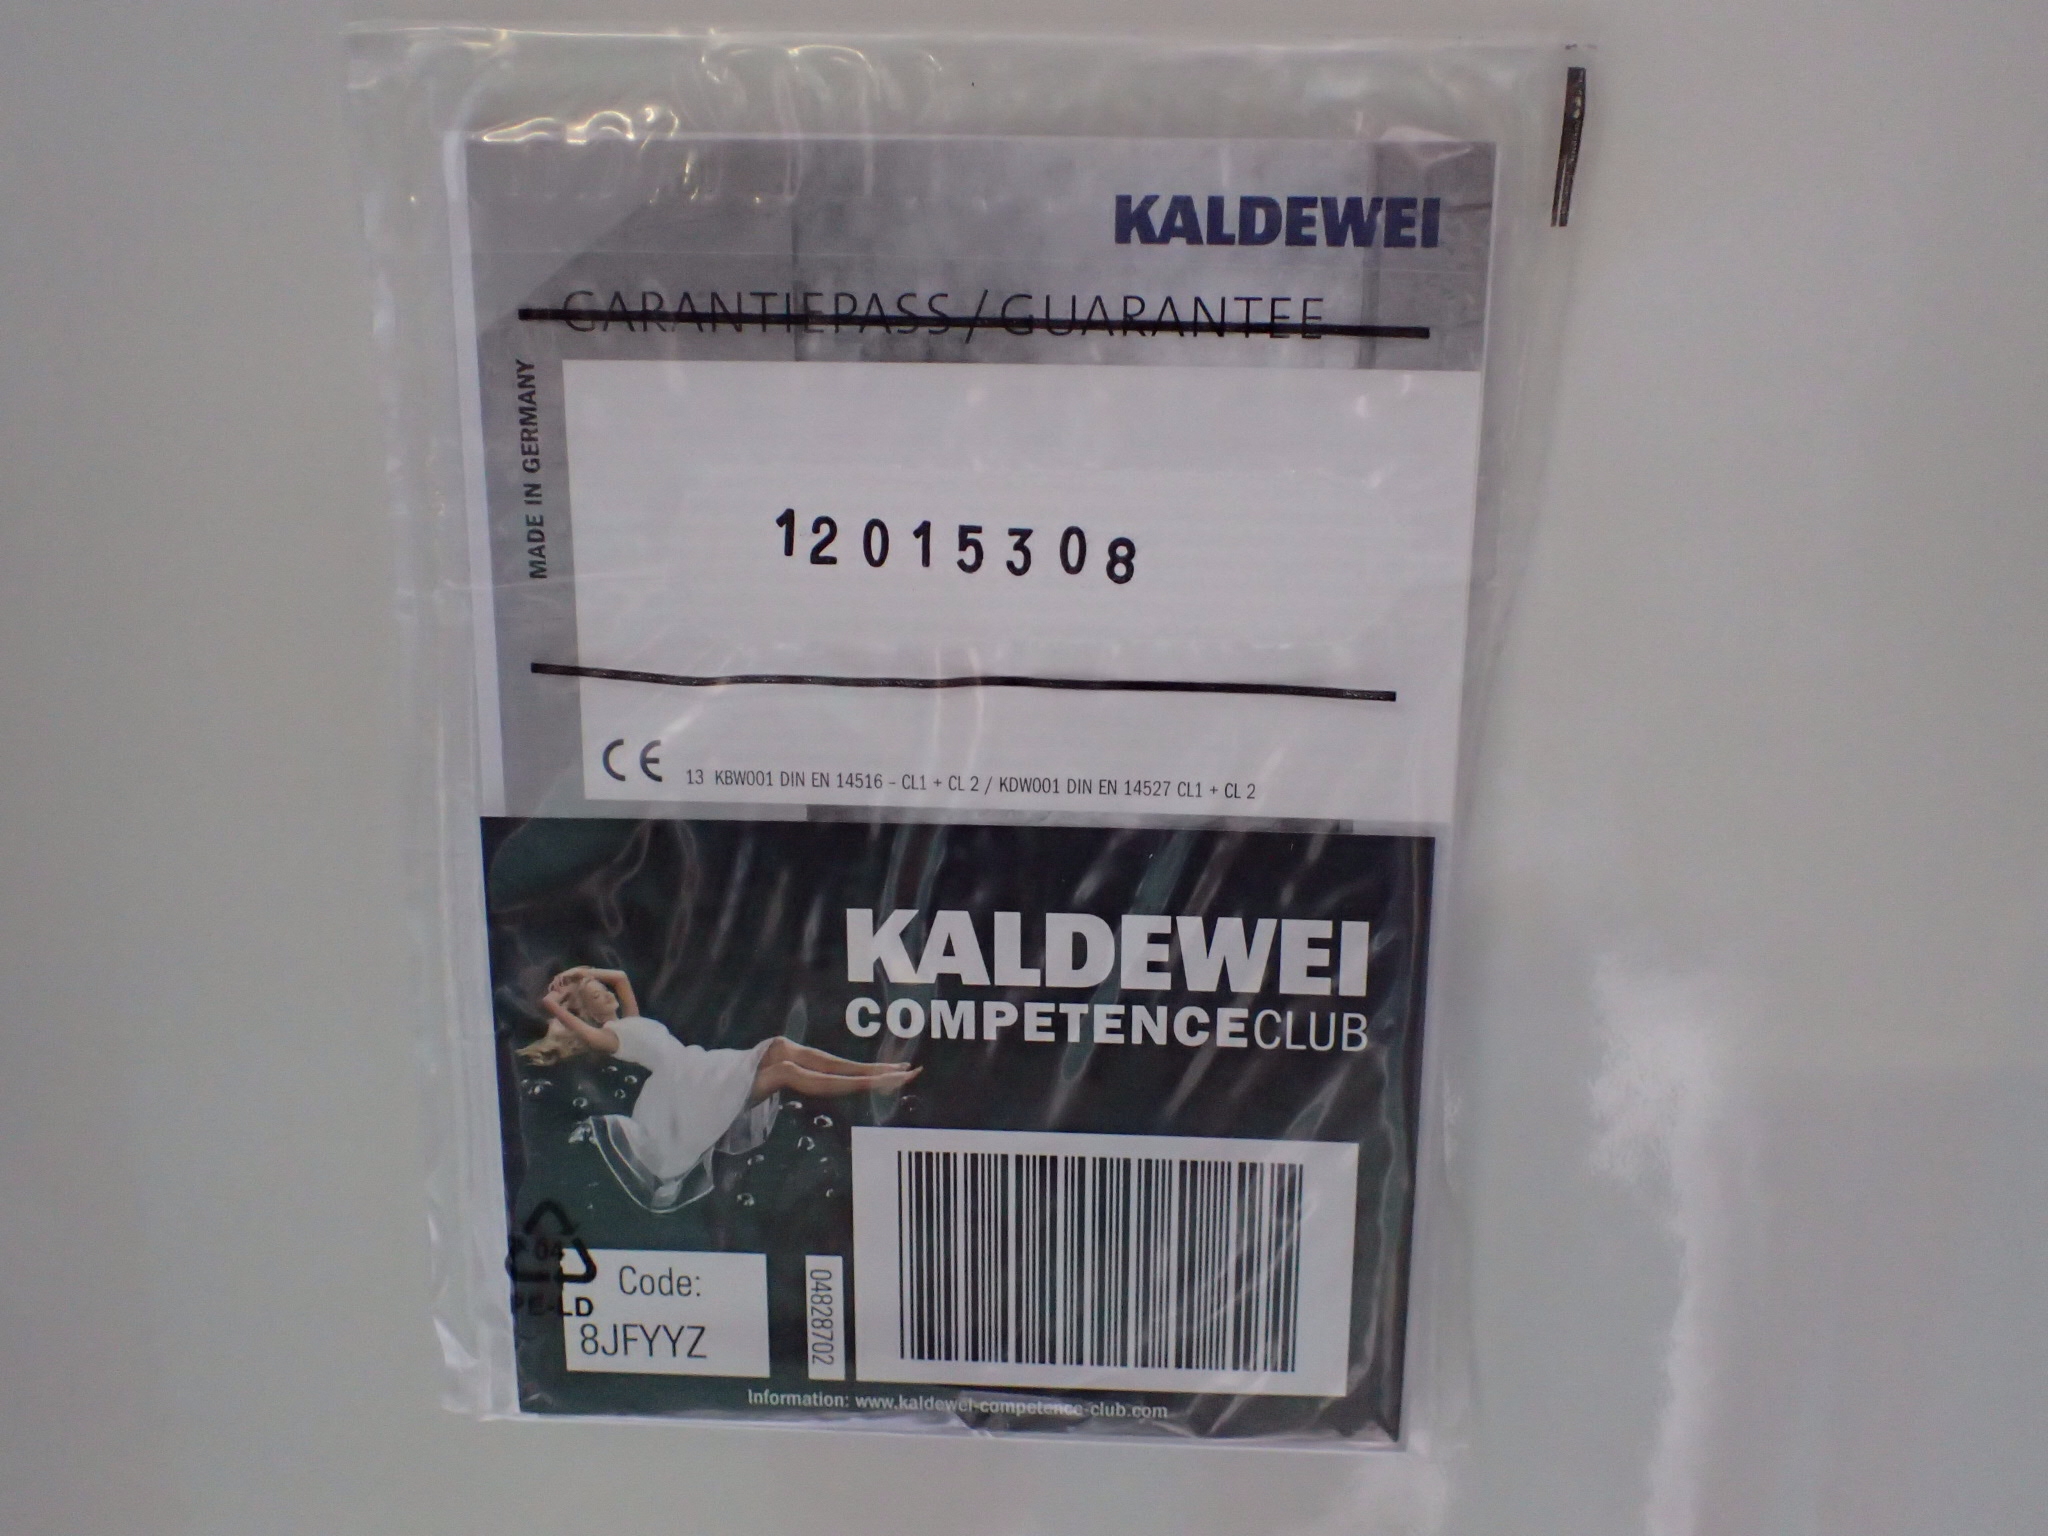 KALDEWEI
GARANTIEPASS / GUARANTEE
MADE IN GERMANY
12015308
CE 13 KBW001 DIN EN 14516 – CL1 + CL 2 / KDW001 DIN EN 14527 CL1 + CL 2
KALDEWEI
COMPETENCECLUB
04
PE-LD
Code:
8JFYYZ
04828702
Information: www.kaldewei-competence-club.com